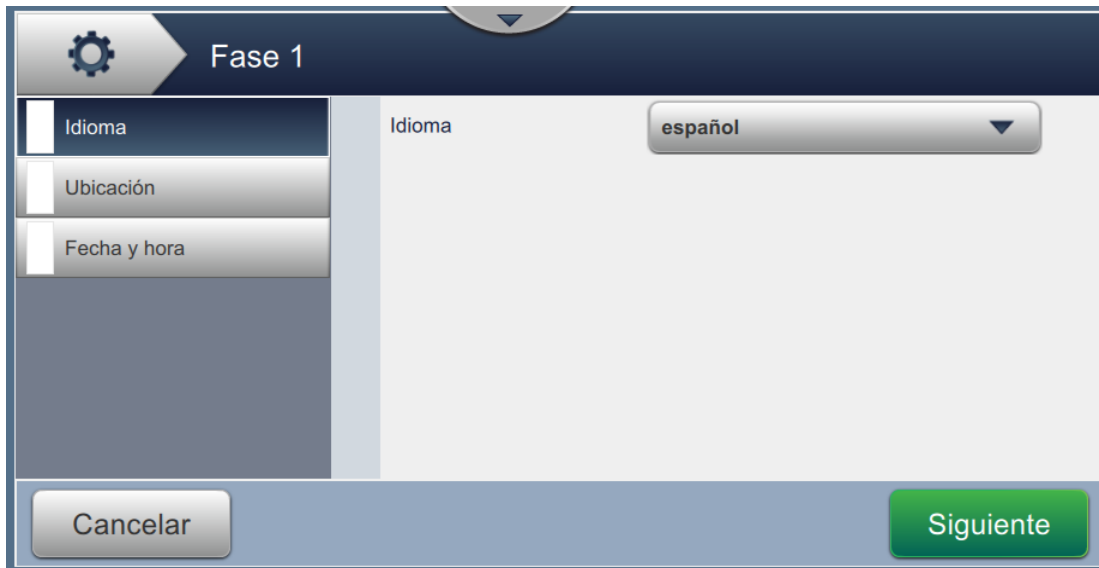 Fase 1
Idioma
Ubicación
Fecha y hora
Idioma
español
Cancelar
Siguiente